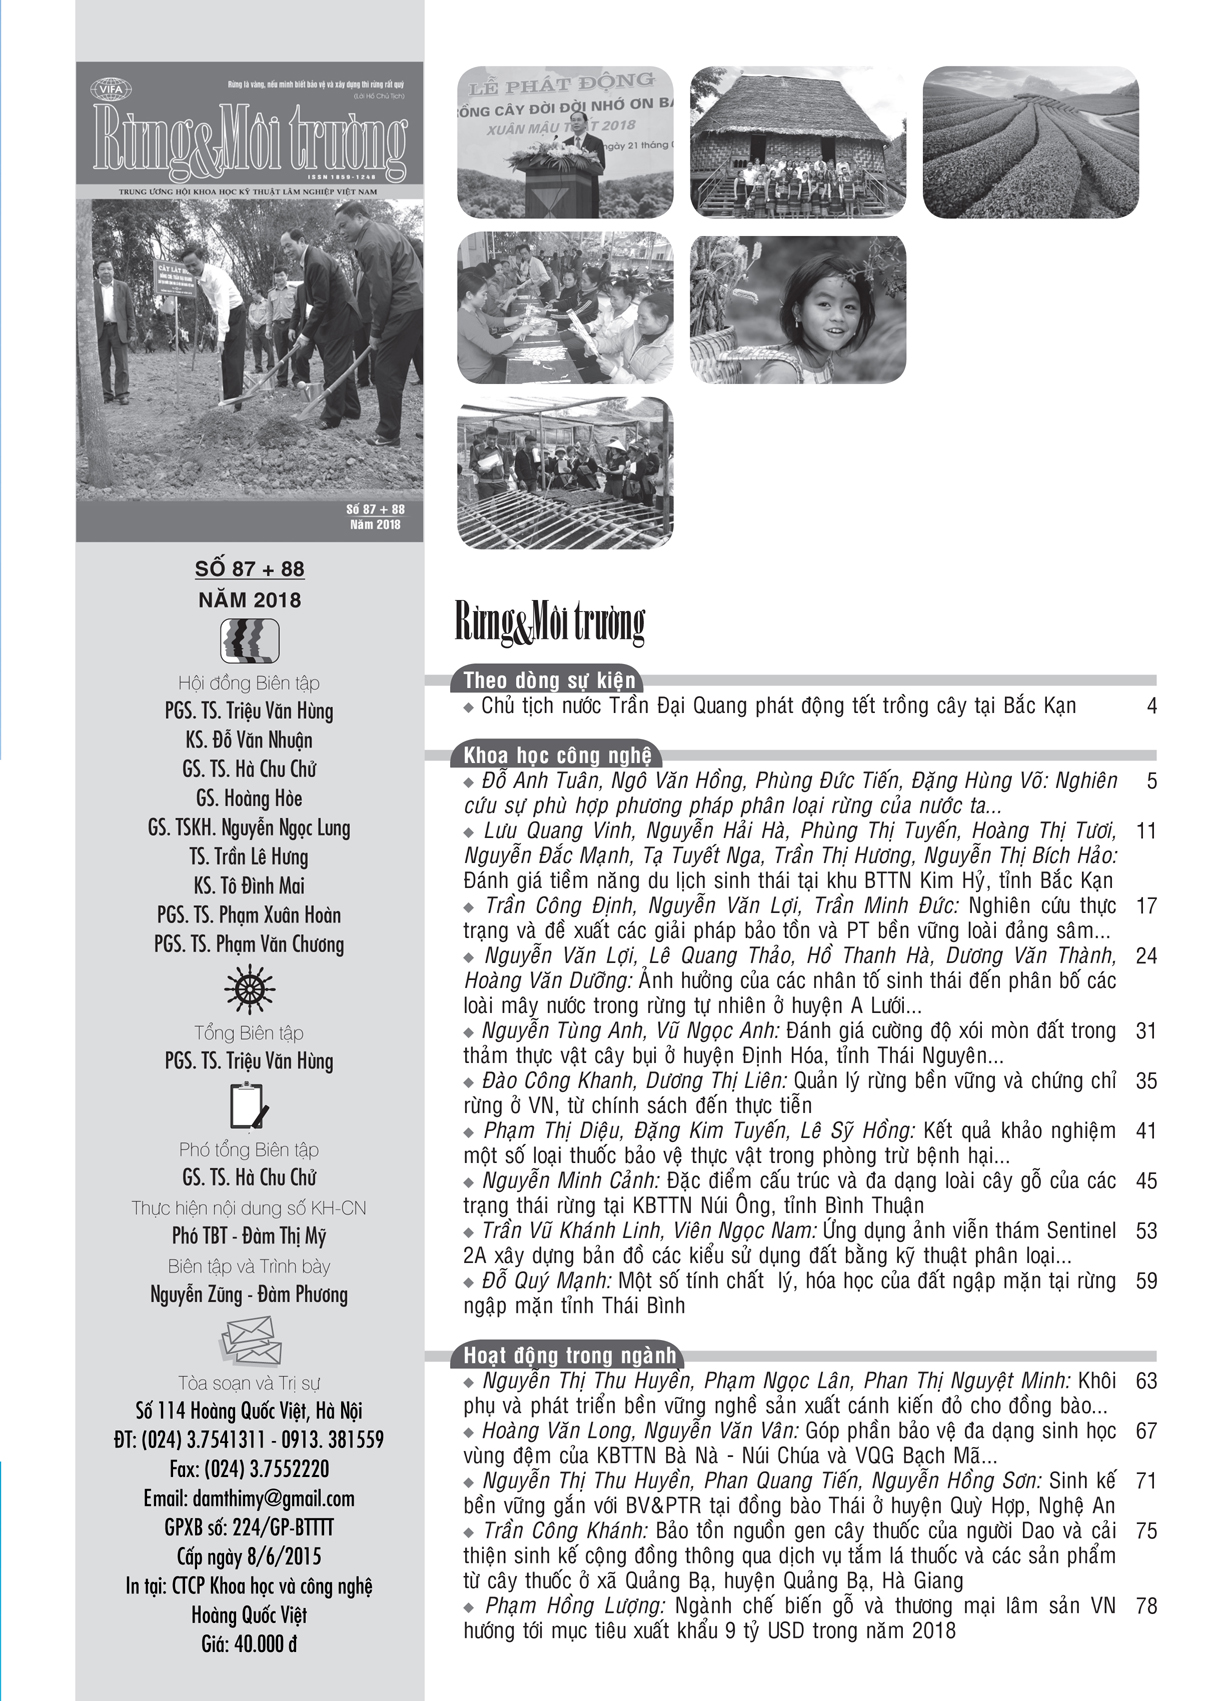 VIFA
Rừng là vàng, nếu mình biết bảo vệ và xây dựng thì rừng rất quý
(Lời Hồ Chủ Tịch)
Rừng&Môi trường
ISSN 1859-1248
TRUNG ƯƠNG HỘI KHOA HỌC KỸ THUẬT LÂM NGHIỆP VIỆT NAM
Số 87 + 88
Năm 2018
SỐ 87 + 88
NĂM 2018
Hội đồng Biên tập
PGS. TS. Triệu Văn Hùng
KS. Đỗ Văn Nhuận
GS. TS. Hà Chu Chử
GS. Hoàng Hòe
GS. TSKH. Nguyễn Ngọc Lung
TS. Trần Lê Hưng
KS. Tô Đình Mai
PGS. TS. Phạm Xuân Hoàn
PGS. TS. Phạm Văn Chương
Tổng Biên tập
PGS. TS. Triệu Văn Hùng
Phó tổng Biên tập
GS. TS. Hà Chu Chử
Thực hiện nội dung số KH-CN
Phó TBT - Đàm Thị Mỹ
Biên tập và Trình bày
Nguyễn Zũng - Đàm Phương
Tòa soạn và Trị sự
Số 114 Hoàng Quốc Việt, Hà Nội
ĐT: (024) 3.7541311 - 0913. 381559
Fax: (024) 3.7552220
Email: damthimy@gmail.com
GPXB số: 224/GP-BTTTT
Cấp ngày 8/6/2015
In tại: CTCP Khoa học và công nghệ
Hoàng Quốc Việt
Giá: 40.000 đ
LỄ PHÁT ĐỘNG
ỒNG CÂY ĐỜI ĐỜI NHỚ ƠN BÁ
XUÂN MẬU TUẤT 2018
ngày 21 tháng
Rừng&Môi trường
Theo dòng sự kiện
◆ Chủ tịch nước Trần Đại Quang phát động tết trồng cây tại Bắc Kạn 4
Khoa học công nghệ
◆ Đỗ Anh Tuân, Ngô Văn Hồng, Phùng Đức Tiến, Đặng Hùng Võ: Nghiên 5
cứu sự phù hợp phương pháp phân loại rừng của nước ta...
◆ Lưu Quang Vinh, Nguyễn Hải Hà, Phùng Thị Tuyến, Hoàng Thị Tươi, 11
Nguyễn Đắc Mạnh, Tạ Tuyết Nga, Trần Thị Hương, Nguyễn Thị Bích Hảo:
Đánh giá tiềm năng du lịch sinh thái tại khu BTTN Kim Hỷ, tỉnh Bắc Kạn
◆ Trần Công Định, Nguyễn Văn Lợi, Trần Minh Đức: Nghiên cứu thực 17
trạng và đề xuất các giải pháp bảo tồn và PT bền vững loài đảng sâm...
◆ Nguyễn Văn Lợi, Lê Quang Thảo, Hồ Thanh Hà, Dương Văn Thành, 24
Hoàng Văn Dưỡng: Ảnh hưởng của các nhân tố sinh thái đến phân bố các
loài mây nước trong rừng tự nhiên ở huyện A Lưới...
◆ Nguyễn Tùng Anh, Vũ Ngọc Anh: Đánh giá cường độ xói mòn đất trong 31
thảm thực vật cây bụi ở huyện Định Hóa, tỉnh Thái Nguyên...
◆ Đào Công Khanh, Dương Thị Liên: Quản lý rừng bền vững và chứng chỉ 35
rừng ở VN, từ chính sách đến thực tiễn
◆ Phạm Thị Diệu, Đặng Kim Tuyến, Lê Sỹ Hồng: Kết quả khảo nghiệm 41
một số loại thuốc bảo vệ thực vật trong phòng trừ bệnh hại...
◆ Nguyễn Minh Cảnh: Đặc điểm cấu trúc và đa dạng loài cây gỗ của các 45
trạng thái rừng tại KBTTN Núi Ông, tỉnh Bình Thuận
◆ Trần Vũ Khánh Linh, Viên Ngọc Nam: Ứng dụng ảnh viễn thám Sentinel 53
2A xây dựng bản đồ các kiểu sử dụng đất bằng kỹ thuật phân loại...
◆ Đỗ Quý Mạnh: Một số tính chất lý, hóa học của đất ngập mặn tại rừng 59
ngập mặn tỉnh Thái Bình
Hoạt động trong ngành
◆ Nguyễn Thị Thu Huyền, Phạm Ngọc Lân, Phan Thị Nguyệt Minh: Khôi 63
phụ và phát triển bền vững nghề sản xuất cánh kiến đỏ cho đồng bào...
◆ Hoàng Văn Long, Nguyễn Văn Vân: Góp phần bảo vệ đa dạng sinh học 67
vùng đệm của KBTTN Bà Nà - Núi Chúa và VQG Bạch Mã...
◆ Nguyễn Thị Thu Huyền, Phan Quang Tiến, Nguyễn Hồng Sơn: Sinh kế 71
bền vững gắn với BV&PTR tại đồng bào Thái ở huyện Quỳ Hợp, Nghệ An
◆ Trần Công Khánh: Bảo tồn nguồn gen cây thuốc của người Dao và cải 75
thiện sinh kế cộng đồng thông qua dịch vụ tắm lá thuốc và các sản phẩm
từ cây thuốc ở xã Quảng Bạ, huyện Quảng Bạ, Hà Giang
◆ Phạm Hồng Lượng: Ngành chế biến gỗ và thương mại lâm sản VN 78
hướng tới mục tiêu xuất khẩu 9 tỷ USD trong năm 2018